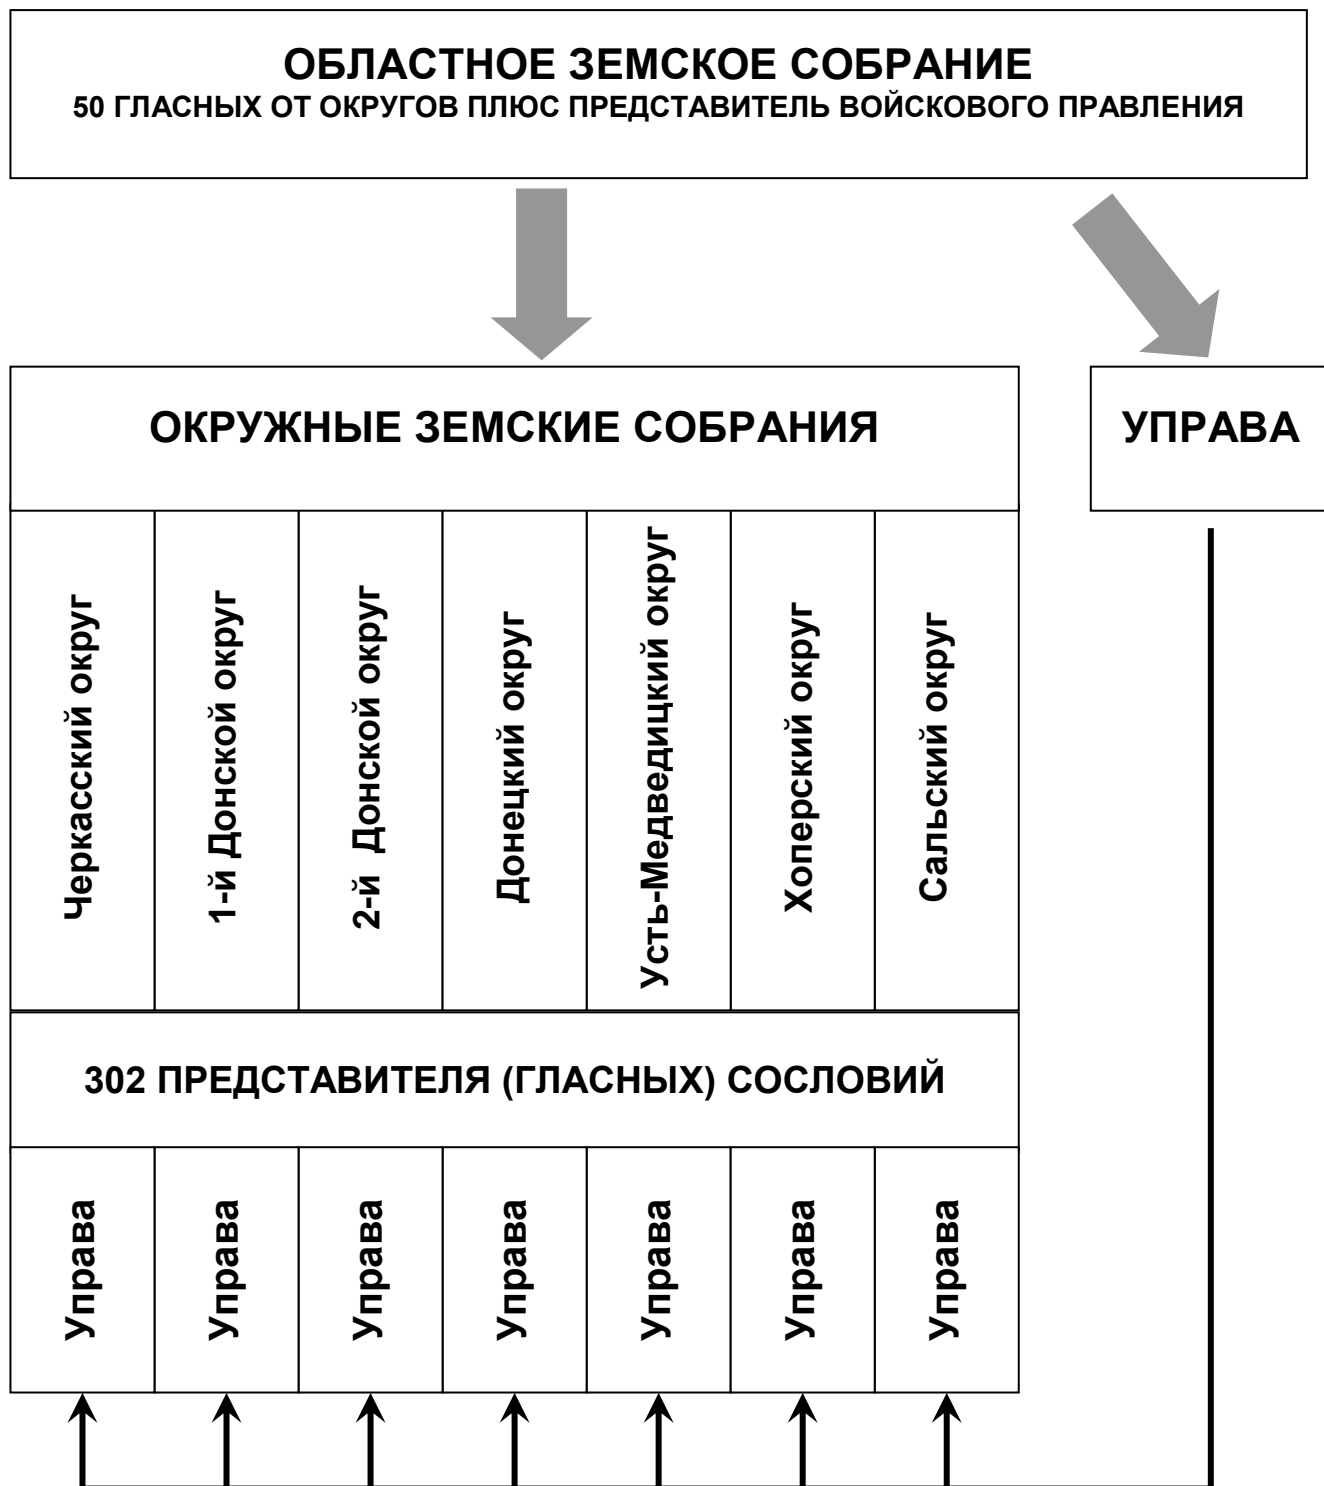 ОБЛАСТНОЕ ЗЕМСКОЕ СОБРАНИЕ
50 ГЛАСНЫХ ОТ ОКРУГОВ ПЛЮС ПРЕДСТАВИТЕЛЬ ВОЙСКОВОГО ПРАВЛЕНИЯ
ОКРУЖНЫЕ ЗЕМСКИЕ СОБРАНИЯ
УПРАВА
Черкасский округ
1-й Донской округ
2-й Донской округ
Донецкий округ
Усть-Медведицкий округ
Хоперский округ
Сальский округ
302 ПРЕДСТАВИТЕЛЯ (ГЛАСНЫХ) СОСЛОВИЙ
Управа
Управа
Управа
Управа
Управа
Управа
Управа